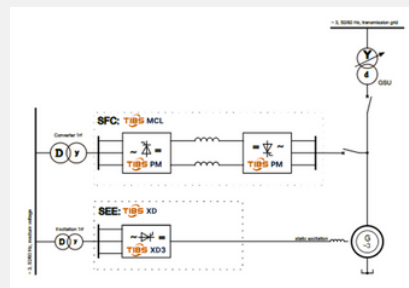 ~ 3, 50/60 Hz, transmission grid
Y
d
GSU
SFC: TIBS MCL
Converter Trf
D y
~ =
TIBS PM
= ~
TIBS PM
SEE: TIBS XD
Excitation Trf
D y
~ =
TIBS XD3
static excitation
G
~3
~ 3, 50/60 Hz, medium voltage